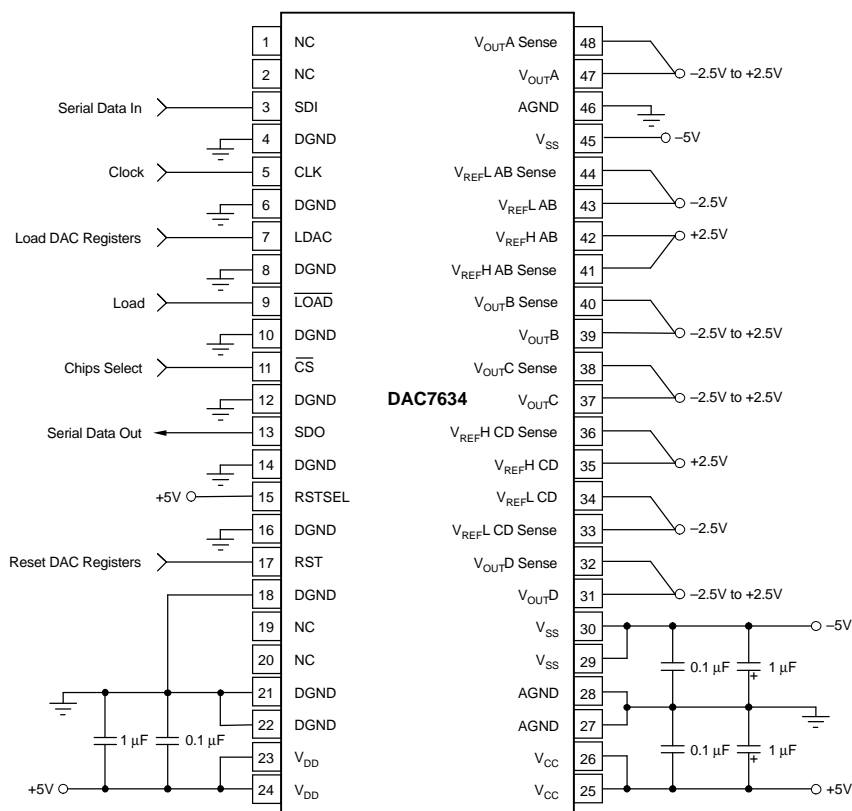 1 NC VOUTA Sense 48
2 NC VOUTA 47 –2.5V to +2.5V
Serial Data In 3 SDI AGND 46
4 DGND VSS 45 –5V
Clock 5 CLK VREFL AB Sense 44
6 DGND VREFL AB 43 –2.5V
Load DAC Registers 7 LDAC VREFH AB 42 +2.5V
8 DGND VREFH AB Sense 41
Load 9 LOAD VOUTB Sense 40
10 DGND VOUTB 39 –2.5V to +2.5V
Chips Select 11 CS VOUTC Sense 38
12 DGND DAC7634 VOUTC 37 –2.5V to +2.5V
Serial Data Out 13 SDO VREFH CD Sense 36
14 DGND VREFH CD 35 +2.5V
+5V 15 RSTSEL VREFL CD 34
16 DGND VREFL CD Sense 33 –2.5V
Reset DAC Registers 17 RST VOUTD Sense 32
18 DGND VOUTD 31 –2.5V to +2.5V
19 NC VSS 30 –5V
20 NC VSS 29
0.1 µF 1 µF +
21 DGND AGND 28
22 DGND AGND 27
1 µF 0.1 µF 0.1 µF 1 µF +
23 VDD VCC 26
+5V 24 VDD VCC 25 +5V